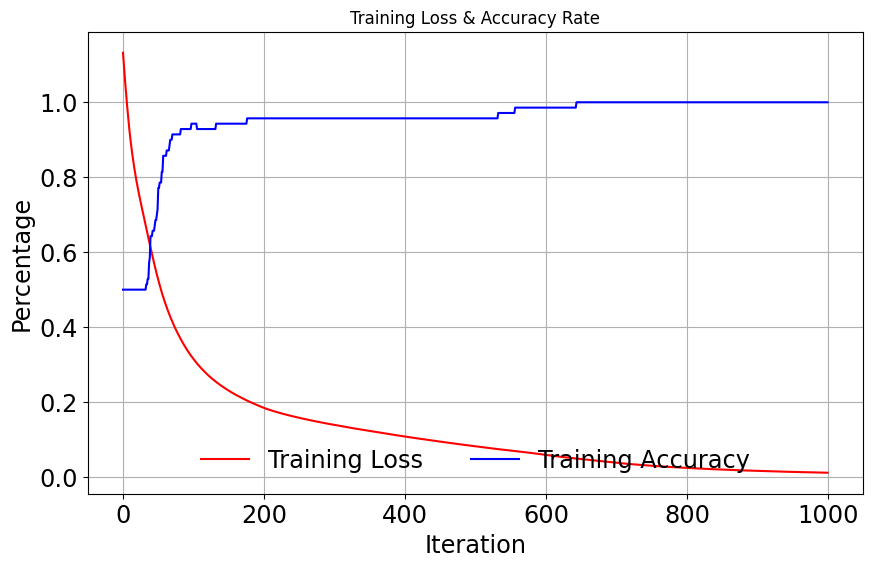 Training Loss & Accuracy Rate
Percentage
1.0
0.8
0.6
0.4
0.2
0.0
Training Loss
Training Accuracy
0 200 400 600 800 1000
Iteration